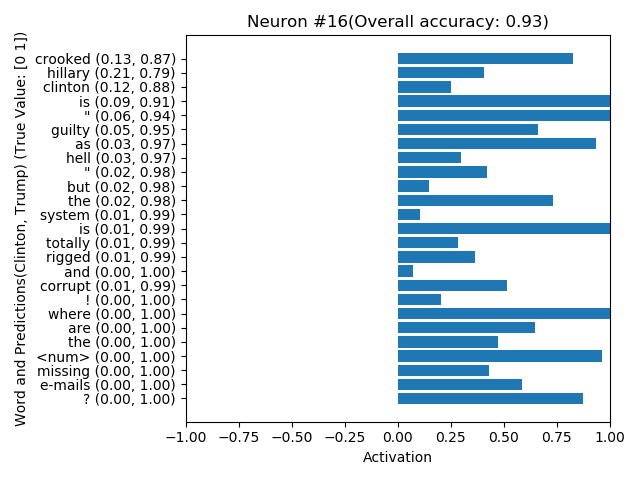 Neuron #16(Overall accuracy: 0.93)
Word and Predictions(Clinton, Trump) (True Value: [0 1])
crooked (0.13, 0.87)
hillary (0.21, 0.79)
clinton (0.12, 0.88)
is (0.09, 0.91)
" (0.06, 0.94)
guilty (0.05, 0.95)
as (0.03, 0.97)
hell (0.03, 0.97)
" (0.02, 0.98)
but (0.02, 0.98)
the (0.02, 0.98)
system (0.01, 0.99)
is (0.01, 0.99)
totally (0.01, 0.99)
rigged (0.01, 0.99)
and (0.00, 1.00)
corrupt (0.01, 0.99)
! (0.00, 1.00)
where (0.00, 1.00)
are (0.00, 1.00)
the (0.00, 1.00)
<num> (0.00, 1.00)
missing (0.00, 1.00)
e-mails (0.00, 1.00)
? (0.00, 1.00)
−1.00 −0.75 −0.50 −0.25 0.00 0.25 0.50 0.75 1.00
Activation